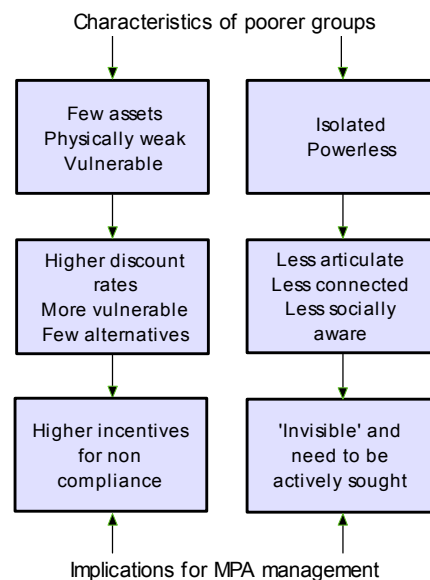 Characteristics of poorer groups
Few assets
Physically weak
Vulnerable
Isolated
Powerless
Higher discount
rates
More vulnerable
Few alternatives
Less articulate
Less connected
Less socially
aware
Higher incentives
for non
compliance
'Invisible' and
need to be
actively sought
Implications for MPA management